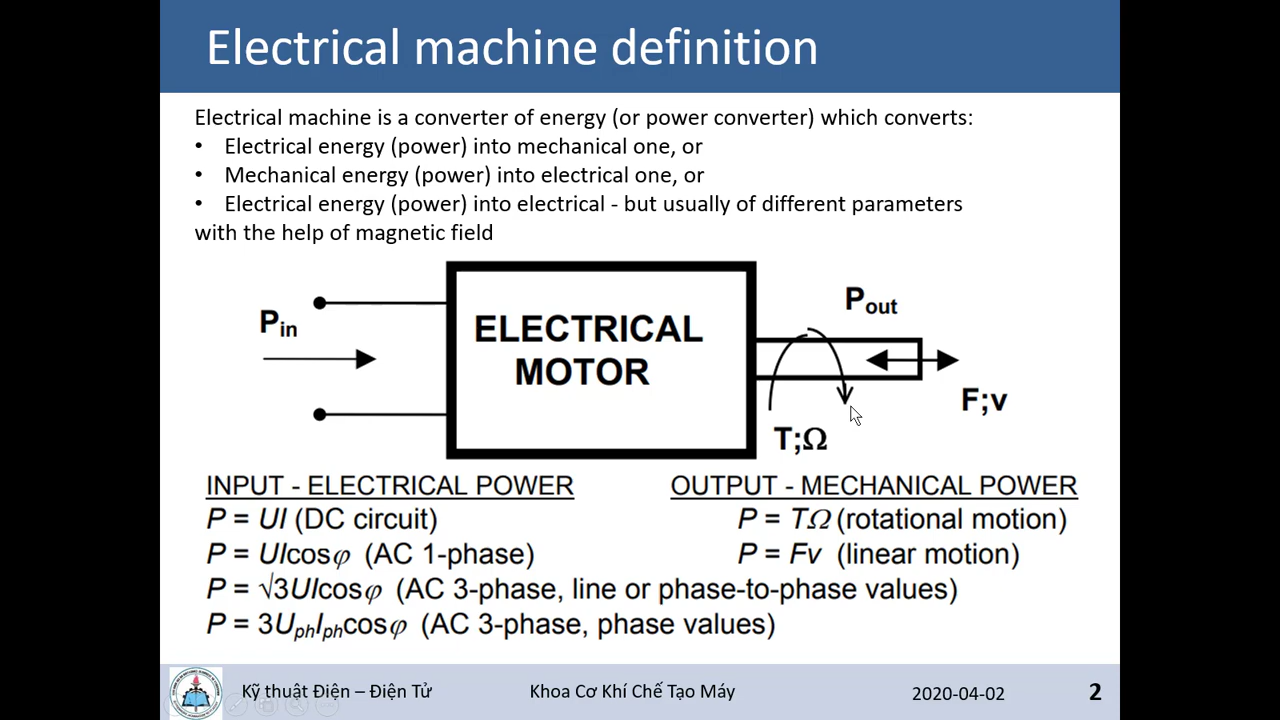 Electrical machine definition
Electrical machine is a converter of energy (or power converter) which converts:
• Electrical energy (power) into mechanical one, or
• Mechanical energy (power) into electrical one, or
• Electrical energy (power) into electrical - but usually of different parameters
with the help of magnetic field
P_in
ELECTRICAL
MOTOR
P_out
F;v
T;Ω
INPUT - ELECTRICAL POWER
P = UI (DC circuit)
P = UIcosφ (AC 1-phase)
P = √3UIcosφ (AC 3-phase, line or phase-to-phase values)
P = 3U_phI_phcosφ (AC 3-phase, phase values)
OUTPUT - MECHANICAL POWER
P = TΩ (rotational motion)
P = Fv (linear motion)
Kỹ thuật Điện – Điện Tử
Khoa Cơ Khí Chế Tạo Máy
2020-04-02
2